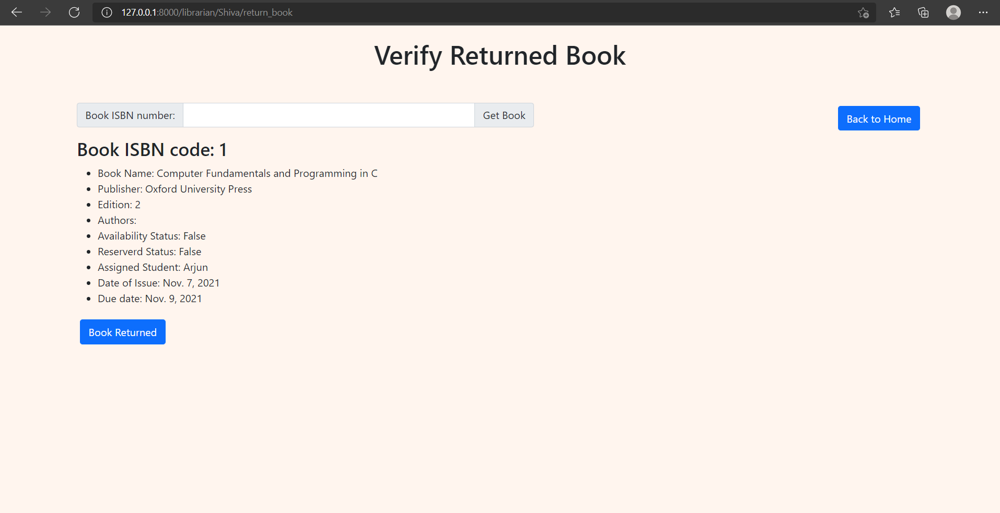 127.0.0.1:8000/librarian/Shiva/return_book
Verify Returned Book
Book ISBN number:
Get Book
Back to Home
Book ISBN code: 1
Book Name: Computer Fundamentals and Programming in C
Publisher: Oxford University Press
Edition: 2
Authors:
Availability Status: False
Reserverd Status: False
Assigned Student: Arjun
Date of Issue: Nov. 7, 2021
Due date: Nov. 9, 2021
Book Returned